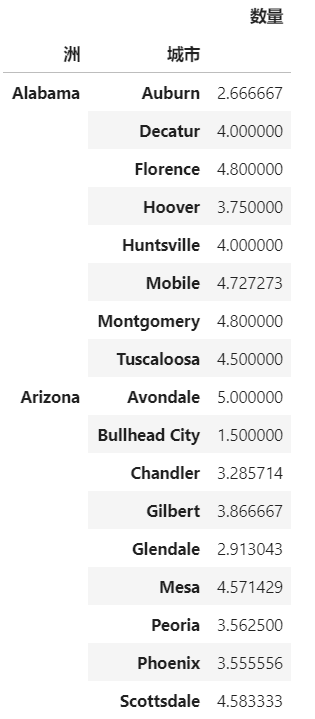 数量
洲 城市
Alabama Auburn 2.666667
Decatur 4.000000
Florence 4.800000
Hoover 3.750000
Huntsville 4.000000
Mobile 4.727273
Montgomery 4.800000
Tuscaloosa 4.500000
Arizona Avondale 5.000000
Bullhead City 1.500000
Chandler 3.285714
Gilbert 3.866667
Glendale 2.913043
Mesa 4.571429
Peoria 3.562500
Phoenix 3.555556
Scottsdale 4.583333